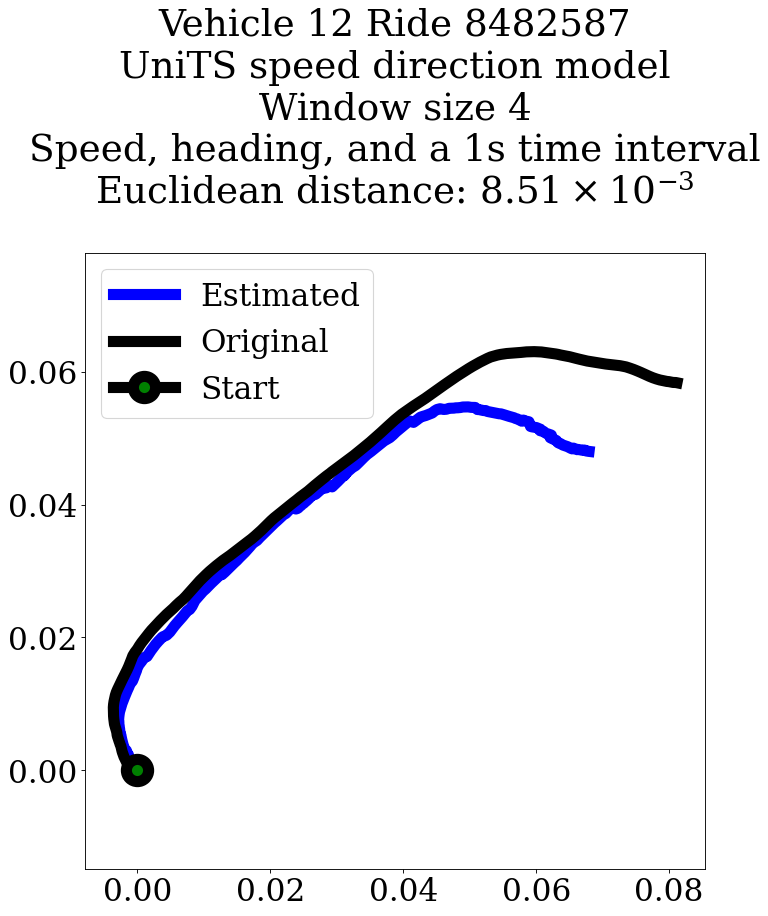 Vehicle 12 Ride 8482587
UniTS speed direction model
Window size 4
Speed, heading, and a 1s time interval
Euclidean distance: 8.51 × 10⁻³
Estimated
Original
Start
0.06
0.04
0.02
0.00
0.00 0.02 0.04 0.06 0.08